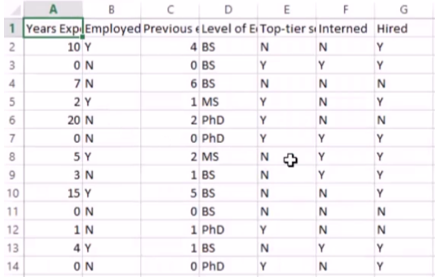 A B C D E F G
1 Years Exp Employed Previous e Level of E Top-tier s Interned Hired
2 10 Y 4 BS N N Y
3 0 N 0 BS Y Y Y
4 7 N 6 BS N N N
5 2 Y 1 MS Y N Y
6 20 N 2 PhD Y N N
7 0 N 0 PhD Y Y Y
8 5 Y 2 MS N Y Y
9 3 N 1 BS N Y Y
10 15 Y 5 BS N N Y
11 0 N 0 BS N N N
12 1 N 1 PhD Y N N
13 4 Y 1 BS N Y Y
14 0 N 0 PhD Y N Y